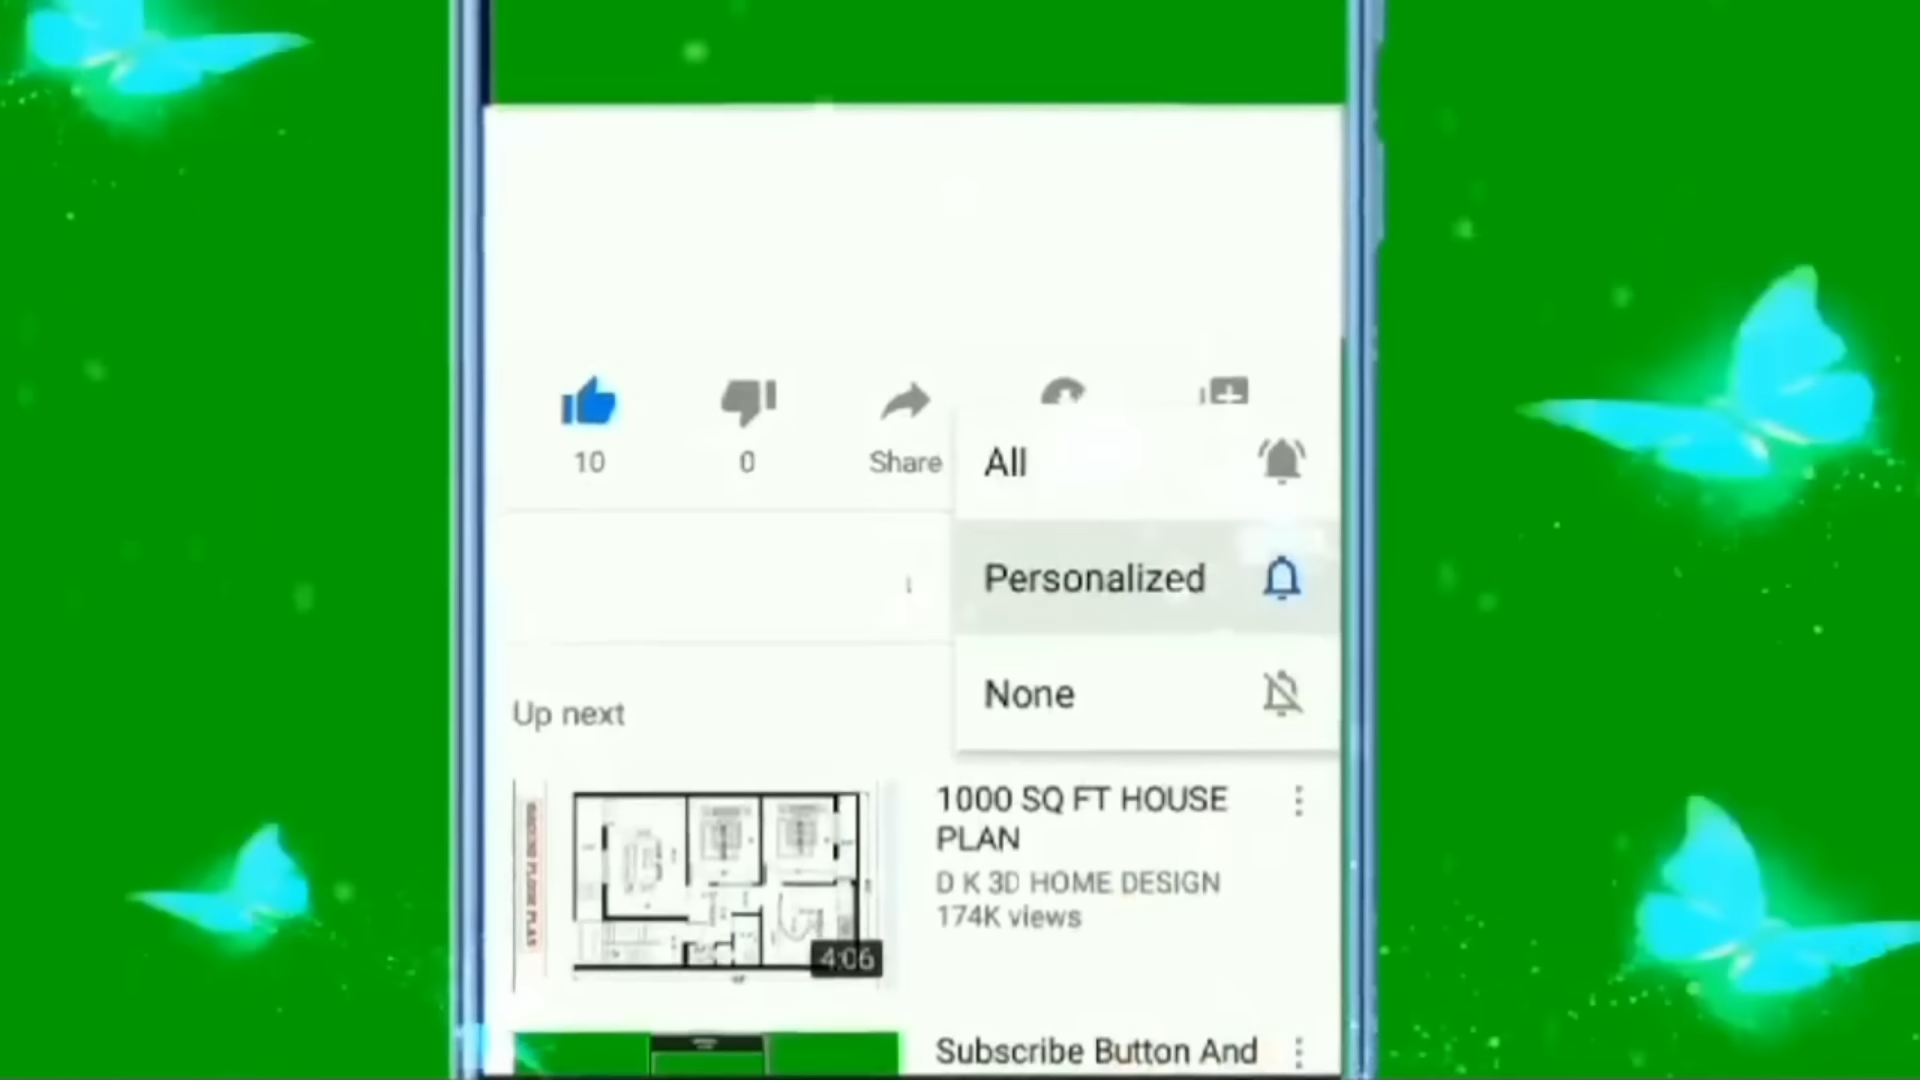 10
0
Share
All
Personalized
None
Up next
1000 SQ FT HOUSE
PLAN
D K 3D HOME DESIGN
174K views
4:06
Subscribe Button And